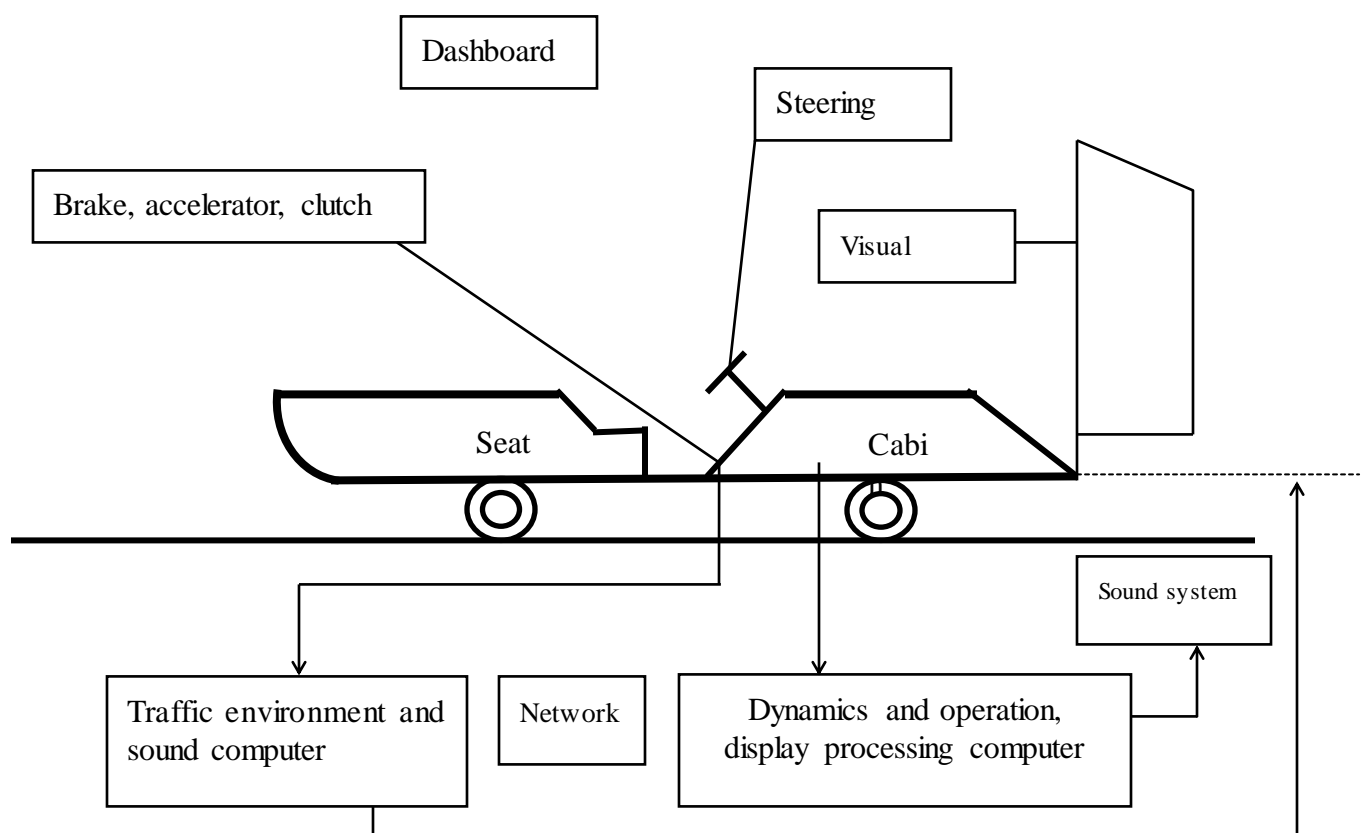 Dashboard
Steering
Brake, accelerator, clutch
Visual
Seat
Cabi
Sound system
Traffic environment and
sound computer
Network
Dynamics and operation,
display processing computer